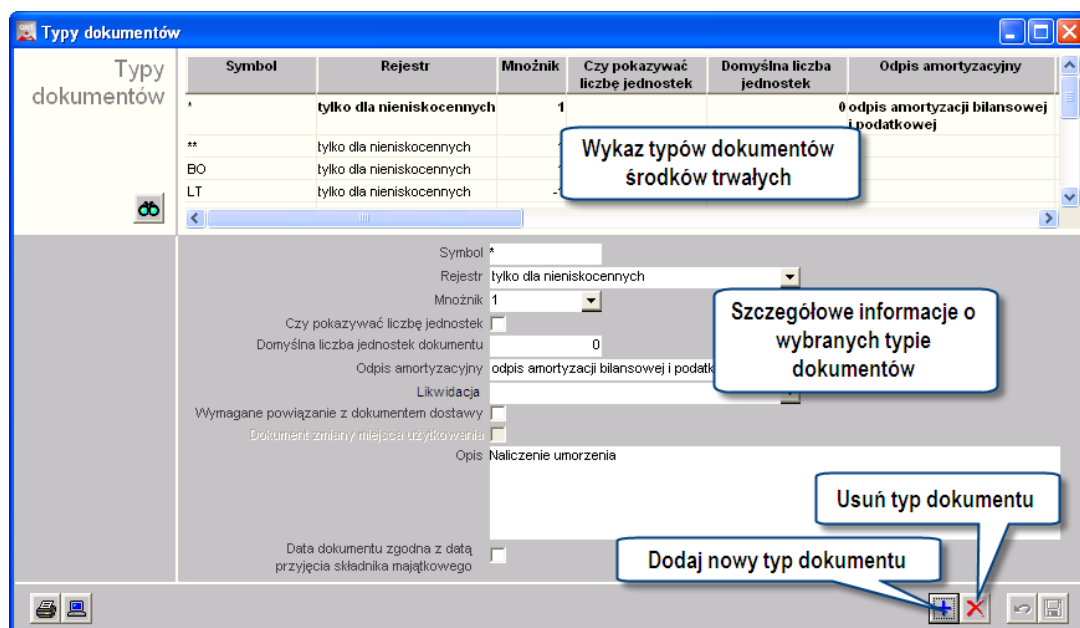 Typy dokumentów
Typy
dokumentów
Symbol Rejestr Mnożnik Czy pokazywać liczbę jednostek Domyślna liczba jednostek Odpis amortyzacyjny
* tylko dla nieniskocennych 1 0 odpis amortyzacji bilansowej
i podatkowej
** tylko dla nieniskocennych
BO tylko dla nieniskocennych
LT tylko dla nieniskocennych
Wykaz typów dokumentów
środków trwałych
Symbol *
Rejestr tylko dla nieniskocennych
Mnożnik 1
Czy pokazywać liczbę jednostek
Domyślna liczba jednostek dokumentu 0
Odpis amortyzacyjny odpis amortyzacji bilansowej i
Likwidacja
Wymagane powiązanie z dokumentem dostawy
Dokument zmiany miejsca użytkowania
Opis Naliczenie umorzenia
Data dokumentu zgodna z datą
przyjęcia składnika majątkowego
Szczegółowe informacje o
wybranych typie
dokumentów
Usuń typ dokumentu
Dodaj nowy typ dokumentu